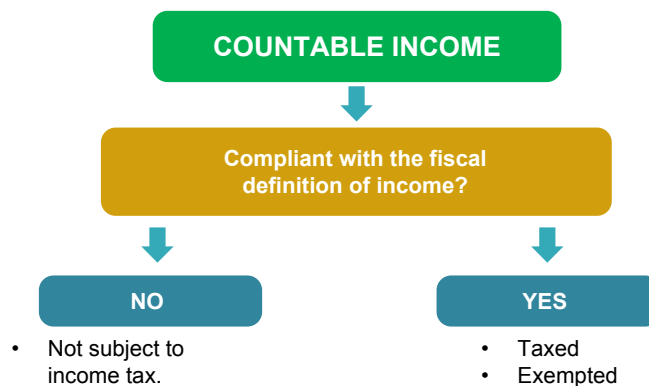 COUNTABLE INCOME
Compliant with the fiscal
definition of income?
NO
YES
• Not subject to
income tax.
• Taxed
• Exempted